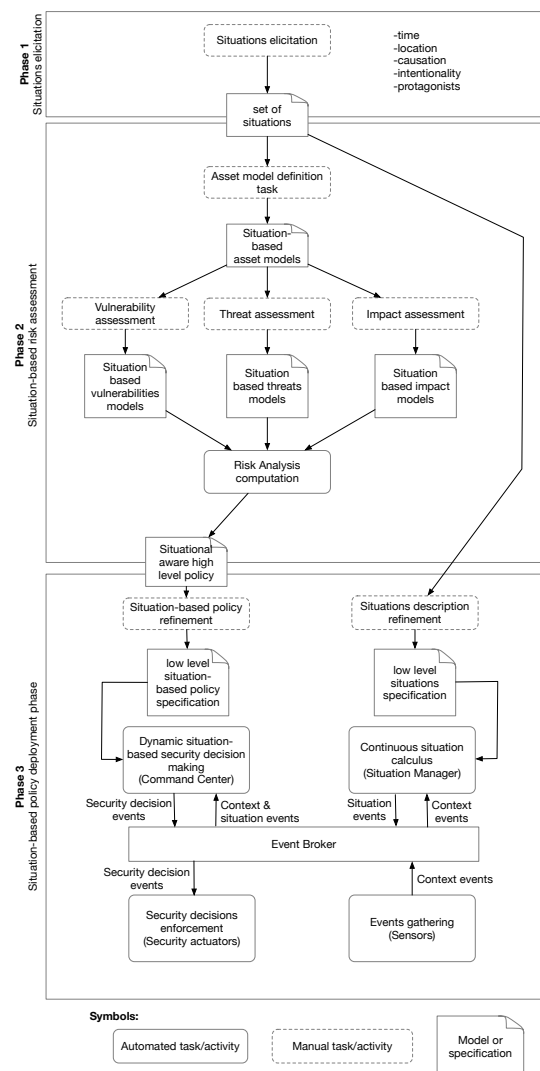 Phase 1
Situations elicitation
Situations elicitation
-time
-location
-causation
-intentionality
-protagonists
set of
situations
Phase 2
Situation-based risk assessment
Asset model definition
task
Situation-
based
asset models
Vulnerability
assessment
Threat assessment
Impact assessment
Situation
based
vulnerabilities
models
Situation
based threats
models
Situation
based impact
models
Risk Analysis
computation
Situational
aware high
level policy
Phase 3
Situation-based policy deployment phase
Situation-based policy
refinement
Situations description
refinement
low level
situation-
based policy
specification
low level
situations
specification
Dynamic situation-
based security decision
making
(Command Center)
Continuous situation
calculus
(Situation Manager)
Security decision
events
Context &
situation events
Situation
events
Context
events
Event Broker
Security decision
events
Context events
Security decisions
enforcement
(Security actuators)
Events gathering
(Sensors)
Symbols:
Automated task/activity
Manual task/activity
Model or
specification